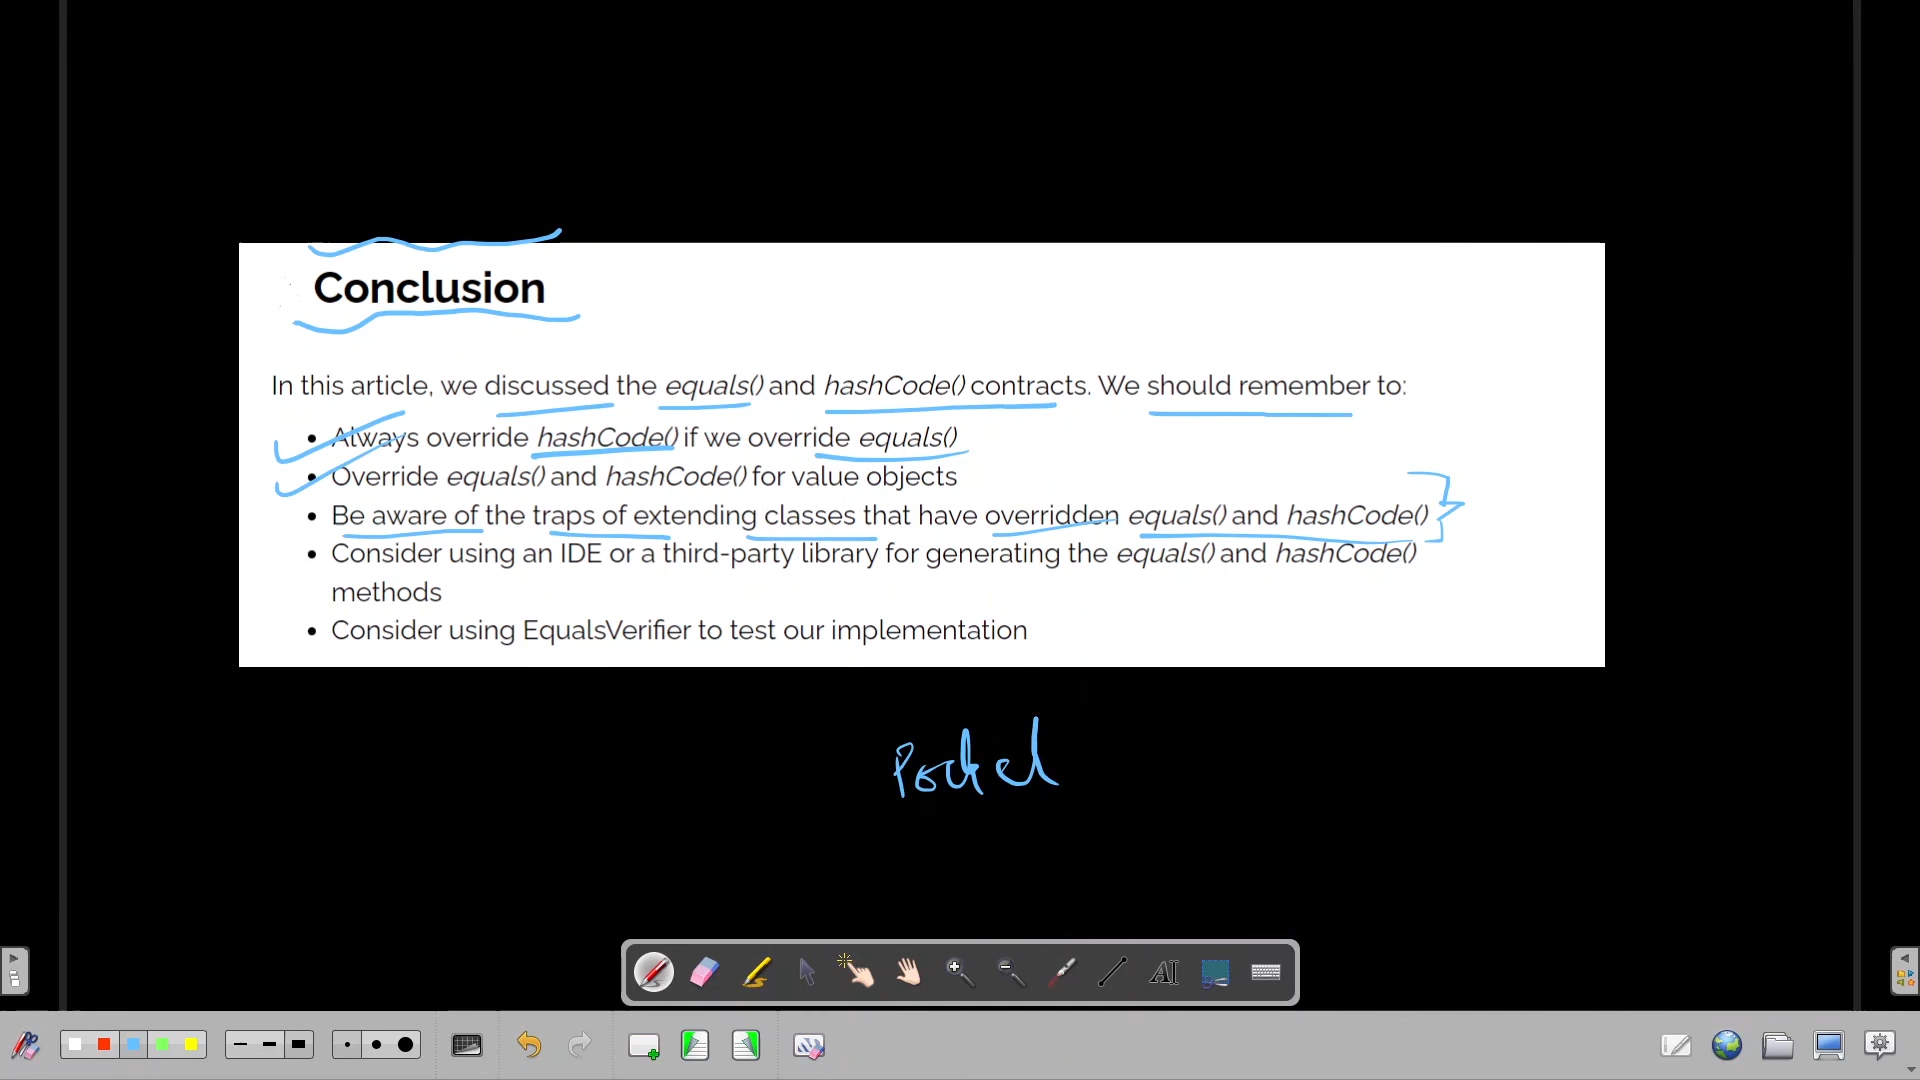 Conclusion
In this article, we discussed the equals() and hashCode() contracts. We should remember to:
• Always override hashCode() if we override equals()
• Override equals() and hashCode() for value objects
• Be aware of the traps of extending classes that have overridden equals() and hashCode()
• Consider using an IDE or a third-party library for generating the equals() and hashCode()
methods
• Consider using EqualsVerifier to test our implementation
AI